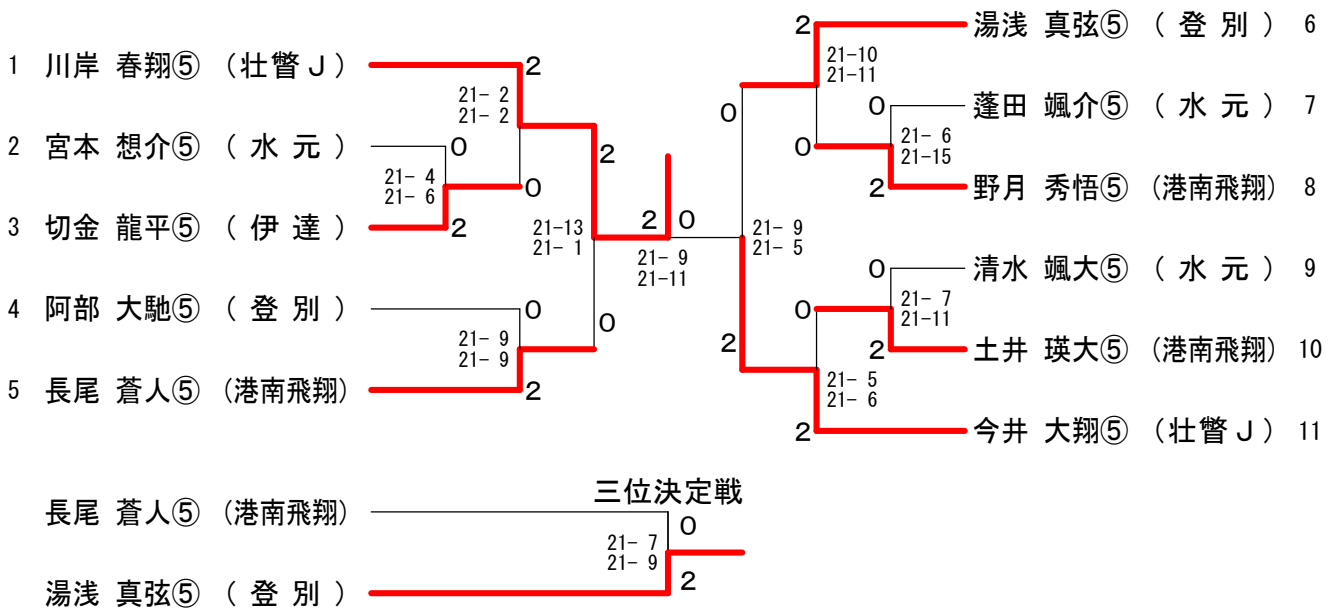 1 川岸 春翔⑤ (壮瞥J)
2
21- 2
21- 2
2 宮本 想介⑤ ( 水 元 )
0
21- 4
21- 6
0
3 切金 龍平⑤ ( 伊 達 )
2
2
21-13
21- 1
4 阿部 大馳⑤ ( 登 別 )
0
0
21- 9
21- 9
5 長尾 蒼人⑤ (港南飛翔)
2
2 0
21- 9
21-11
2 湯浅 真弦⑤ ( 登 別 ) 6
21-10
21-11
0
0 蓬田 颯介⑤ ( 水 元 ) 7
21- 6
21-15
0
2 野月 秀悟⑤ (港南飛翔) 8
21- 9
21- 5
0 清水 颯大⑤ ( 水 元 ) 9
21- 7
21-11
0
2
2 土井 瑛大⑤ (港南飛翔) 10
21- 5
21- 6
2 今井 大翔⑤ (壮瞥J) 11
三位決定戦
長尾 蒼人⑤ (港南飛翔)
0
21- 7
21- 9
2
湯浅 真弦⑤ ( 登 別 )